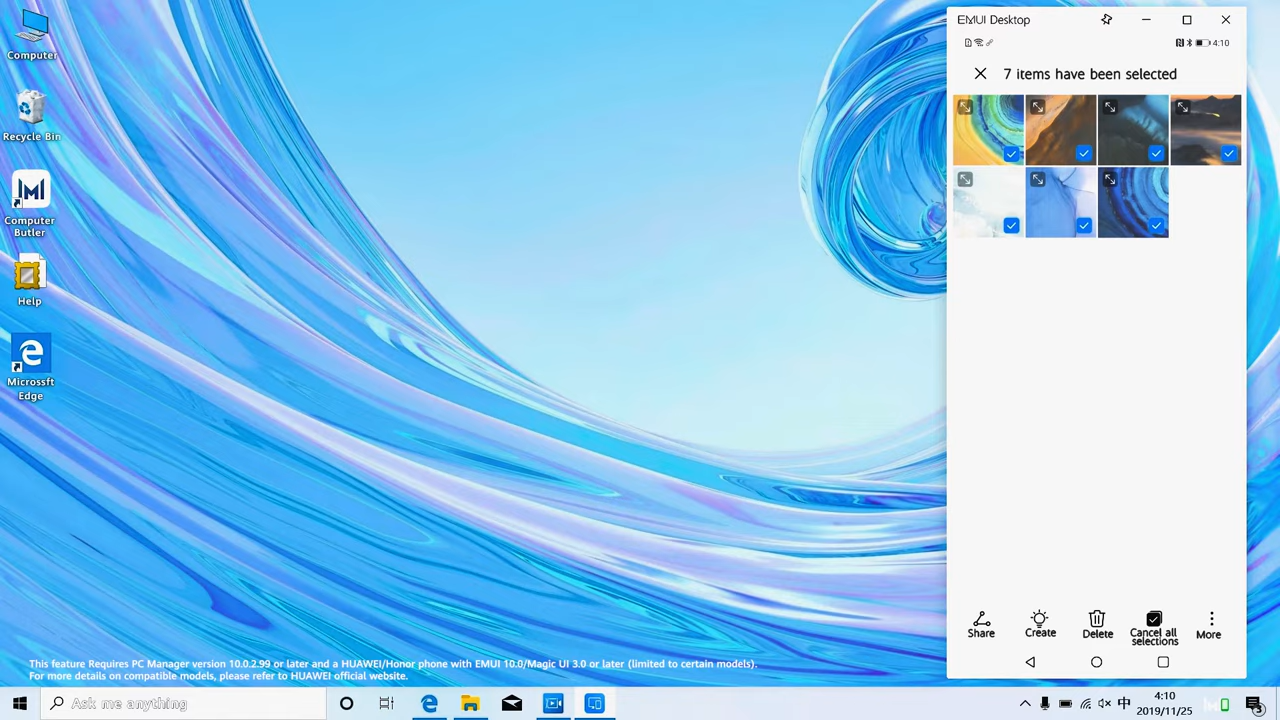 EMUI Desktop
4:10
7 items have been selected
Computer
Recycle Bin
Computer
Butler
Help
Microssft
Edge
Share
Create
Delete
Cancel all
selections
More
This feature Requires PC Manager version 10.0.2.99 or later and a HUAWEI/Honor phone with EMUI 10.0/Magic UI 3.0 or later (limited to certain models).
For more details on compatible models, please refer to HUAWEI official website.
Ask me anything
中
4:10
2019/11/25
3